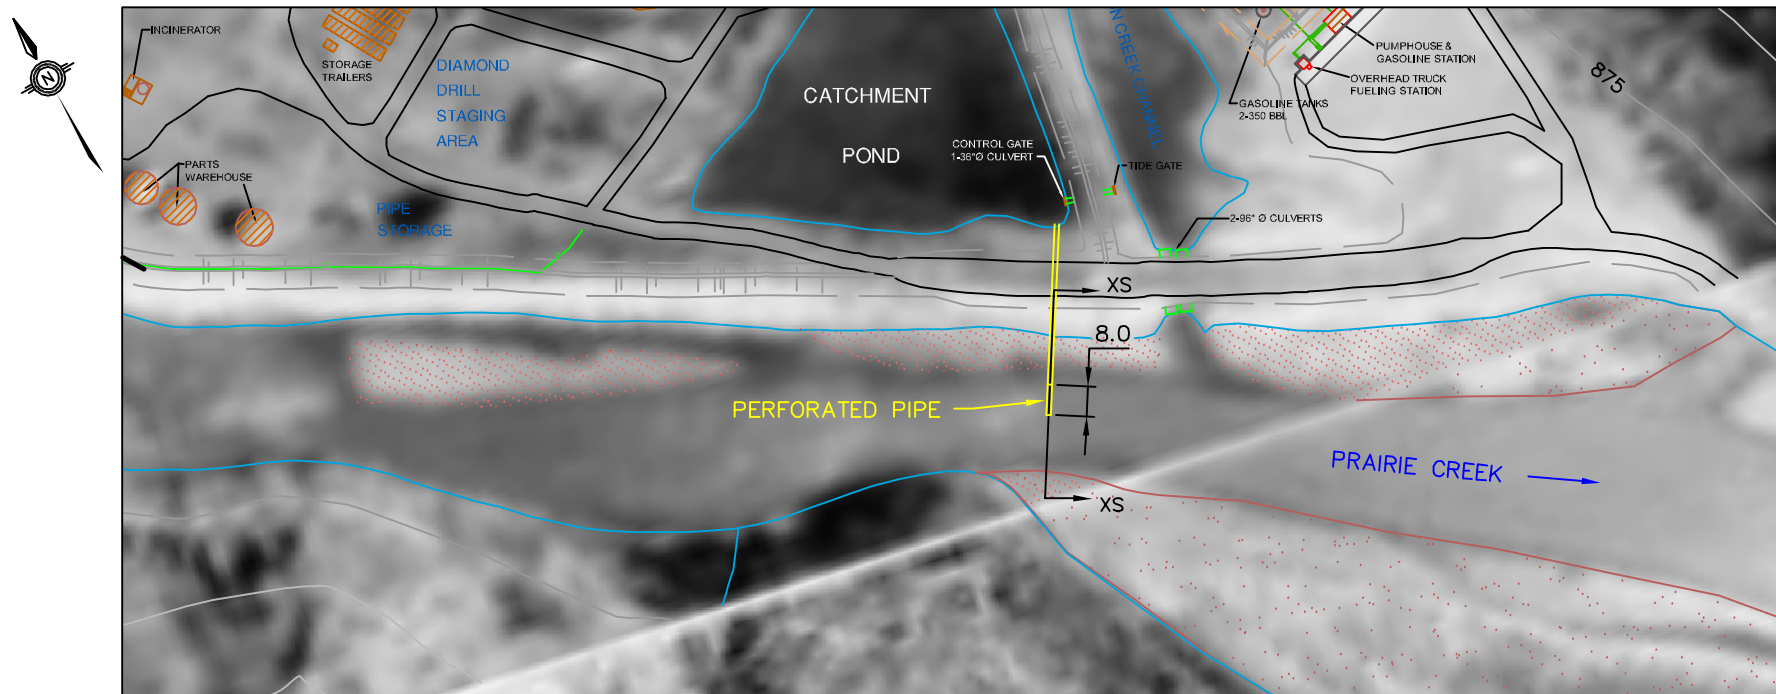 INCINERATOR
STORAGE
TRAILERS
DIAMOND
DRILL
STAGING
AREA
CATCHMENT
POND
CONTROL GATE
1-36"Ø CULVERT
CREEK CHANNEL
TIDE GATE
GASOLINE TANKS
2-350 BBL
PUMPHOUSE &
GASOLINE STATION
OVERHEAD TRUCK
FUELING STATION
875
PARTS
WAREHOUSE
PIPE
STORAGE
2-96" Ø CULVERTS
XS
8.0
PERFORATED PIPE
PRAIRIE CREEK
XS
N